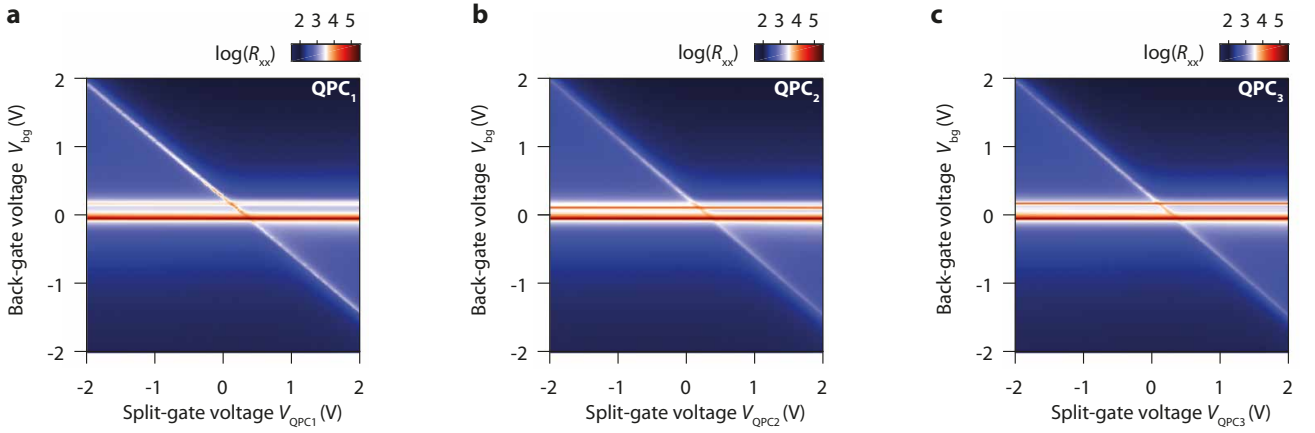 a
2 3 4 5
log(Rxx)
QPC1
Back-gate voltage Vbg (V)
2
1
0
-1
-2
-2 -1 0 1 2
Split-gate voltage VQPC1 (V)
b
2 3 4 5
log(Rxx)
QPC2
Back-gate voltage Vbg (V)
2
1
0
-1
-2
-2 -1 0 1 2
Split-gate voltage VQPC2 (V)
c
2 3 4 5
log(Rxx)
QPC3
Back-gate voltage Vbg (V)
2
1
0
-1
-2
-2 -1 0 1 2
Split-gate voltage VQPC3 (V)